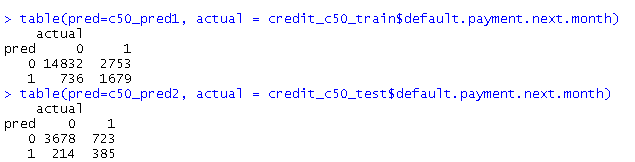 > table(pred=c50_pred1, actual = credit_c50_train$default.payment.next.month)
    actual
pred     0     1
   0 14832  2753
   1   736  1679
> table(pred=c50_pred2, actual = credit_c50_test$default.payment.next.month)
    actual
pred    0    1
   0 3678  723
   1  214  385